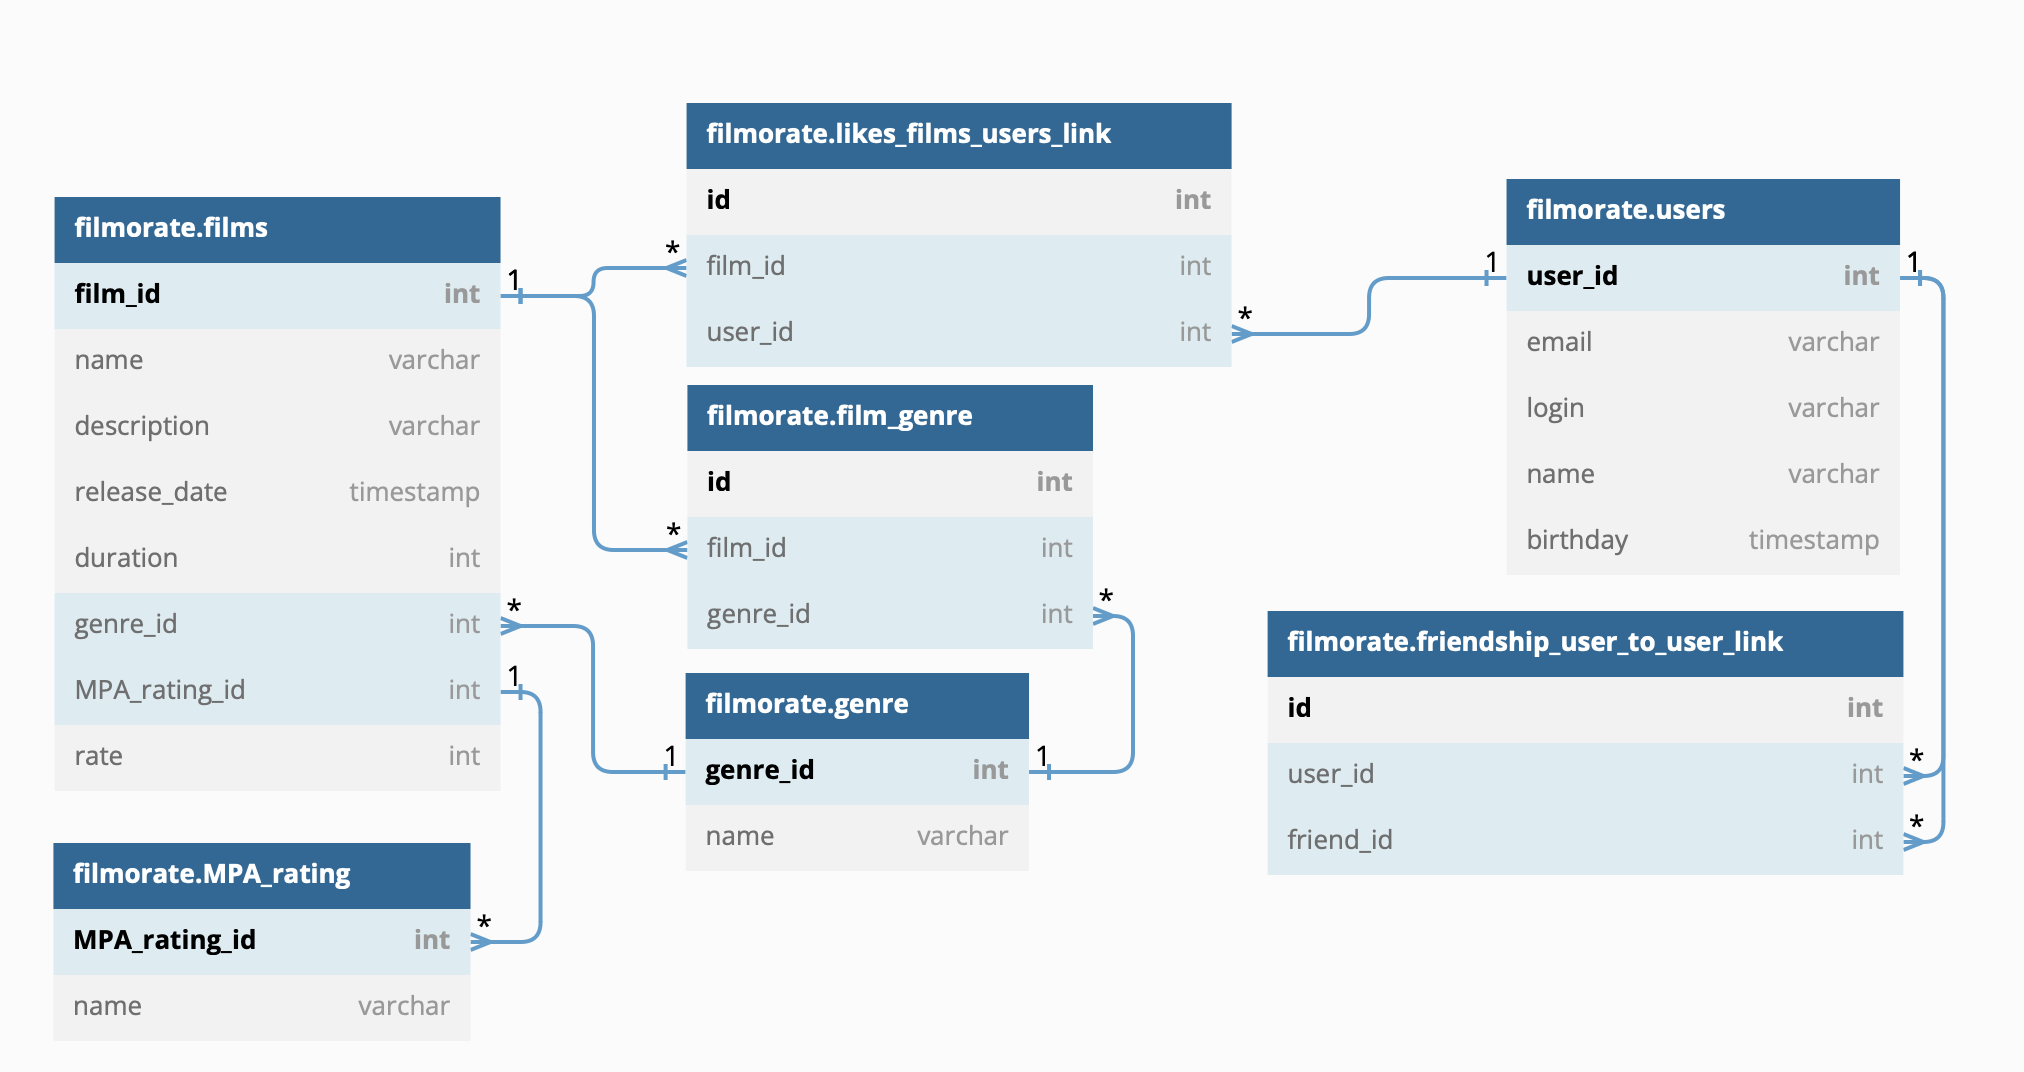 filmorate.films
film_id int
name varchar
description varchar
release_date timestamp
duration int
genre_id int
MPA_rating_id int
rate int
1
*
1
filmorate.MPA_rating
MPA_rating_id int
name varchar
*
filmorate.likes_films_users_link
id int
film_id int
user_id int
*
*
filmorate.film_genre
id int
film_id int
genre_id int
*
*
filmorate.genre
genre_id int
name varchar
1
1
filmorate.users
user_id int
email varchar
login varchar
name varchar
birthday timestamp
1
1
filmorate.friendship_user_to_user_link
id int
user_id int
friend_id int
*
*